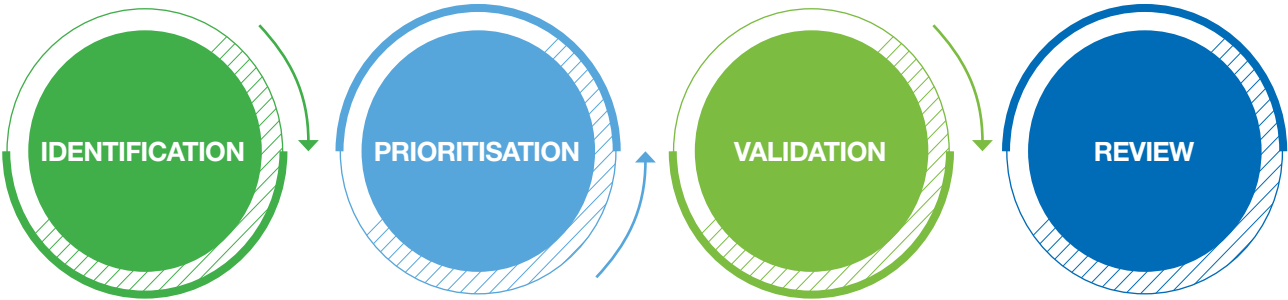 IDENTIFICATION
PRIORITISATION
VALIDATION
REVIEW